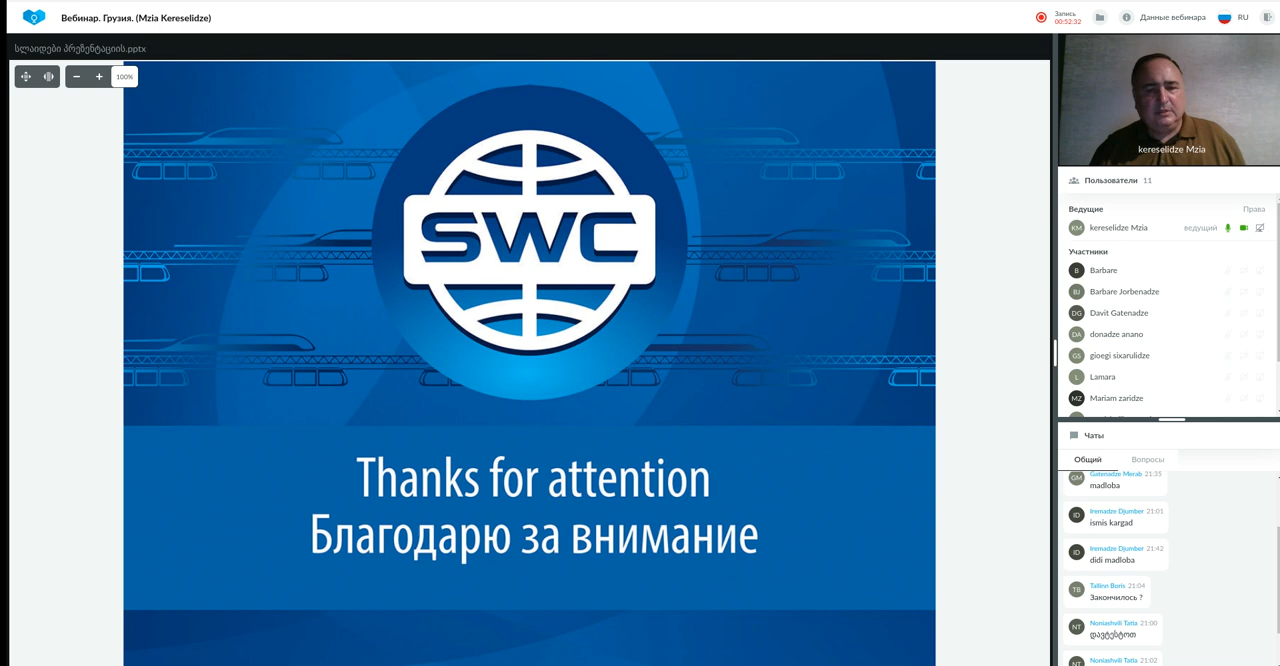 Вебинар. Грузия. (Mzia Kereselidze)
Запись
00:52:32
Данные вебинара
RU
სლაიდები პრეზენტაციის.pptx
100%
SWC
Thanks for attention
Благодарю за внимание
kereselidze Mzia
Пользователи 11
Ведущие
Права
KM kereselidze Mzia ведущий
Участники
B Barbare
BJ Barbare Jorbenadze
DG Davit Gatenadze
DA donadze anano
GS gioegi sixarulidze
L Lamara
MZ Mariam zaridze
Чаты
Общий Вопросы
GM Gatenadze Merab 21:35
madloba
ID Iremadze Djumber 21:01
ismis kargad
ID Iremadze Djumber 21:42
didi madloba
TB Tallinn Boris 21:04
Закончилось ?
NT Noniashvili Tatia 21:00
დავტესტოთ
NT Noniashvili Tatia 21:02